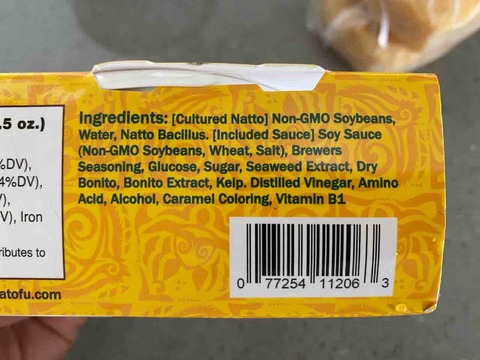 .5 oz.)
%DV),
4%DV),
),
V), Iron
ributes to
atofu.com
Ingredients: [Cultured Natto] Non-GMO Soybeans,
Water, Natto Bacillus. [Included Sauce] Soy Sauce
(Non-GMO Soybeans, Wheat, Salt), Brewers
Seasoning, Glucose, Sugar, Seaweed Extract, Dry
Bonito, Bonito Extract, Kelp. Distilled Vinegar, Amino
Acid, Alcohol, Caramel Coloring, Vitamin B1
0 77254 11206 3